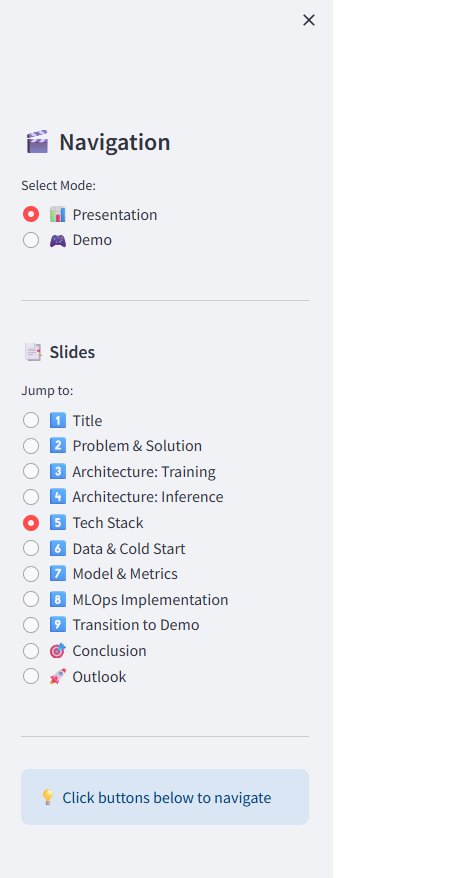 Navigation
Select Mode:
Presentation
Demo
Slides
Jump to:
1 Title
2 Problem & Solution
3 Architecture: Training
4 Architecture: Inference
5 Tech Stack
6 Data & Cold Start
7 Model & Metrics
8 MLOps Implementation
9 Transition to Demo
Conclusion
Outlook
Click buttons below to navigate